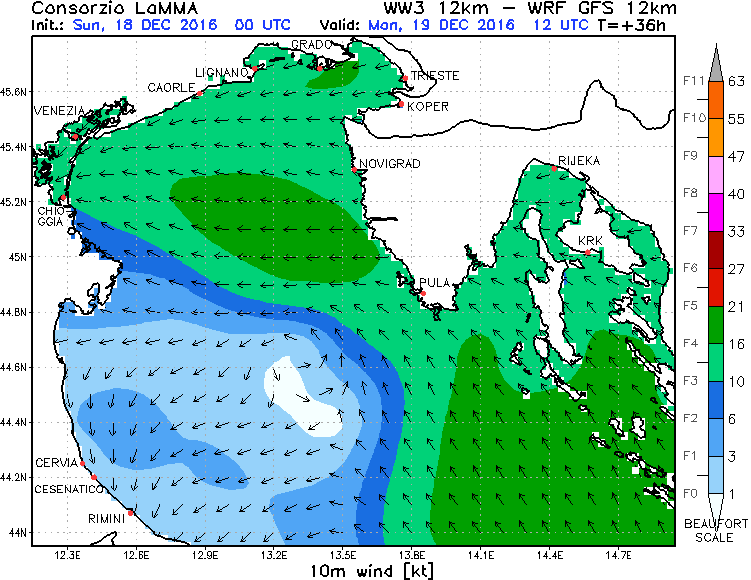 Consorzio LaMMA WW3 12km – WRF GFS 12km
Init.: Sun, 18 DEC 2016 00 UTC Valid: Mon, 19 DEC 2016 12 UTC T=+36h
GRADO
LIGNANO
TRIESTE
CAORLE
KOPER
VENEZIA
NOVIGRAD
RIJEKA
CHIO-
GGIA
KRK
PULA
CERVIA
CESENATICO
RIMINI
45.6N
45.4N
45.2N
45N
44.8N
44.6N
44.4N
44.2N
44N
12.3E 12.6E 12.9E 13.2E 13.5E 13.8E 14.1E 14.4E 14.7E
10m wind [kt]
F11 63
F10 55
F9 47
F8 40
F7 33
F6 27
F5 21
F4 16
F3 10
F2 6
F1 3
F0 1
BEAUFORT
SCALE